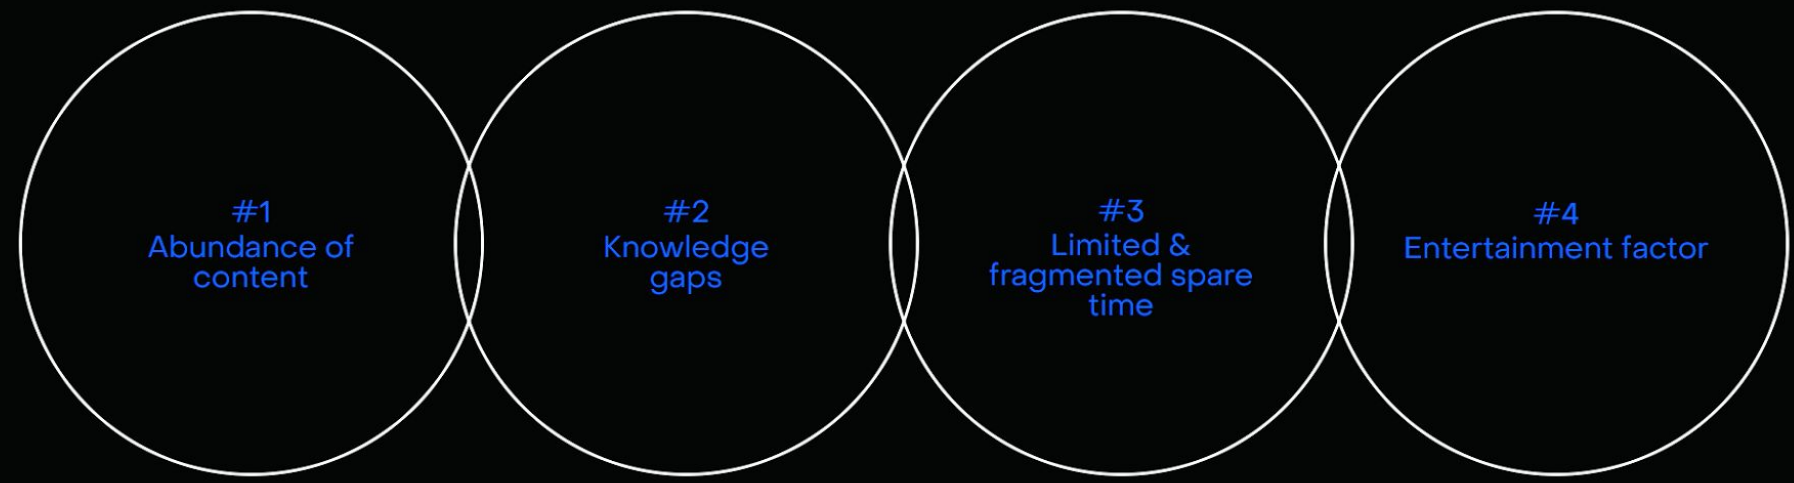 #1
Abundance of
content
#2
Knowledge
gaps
#3
Limited &
fragmented spare
time
#4
Entertainment factor